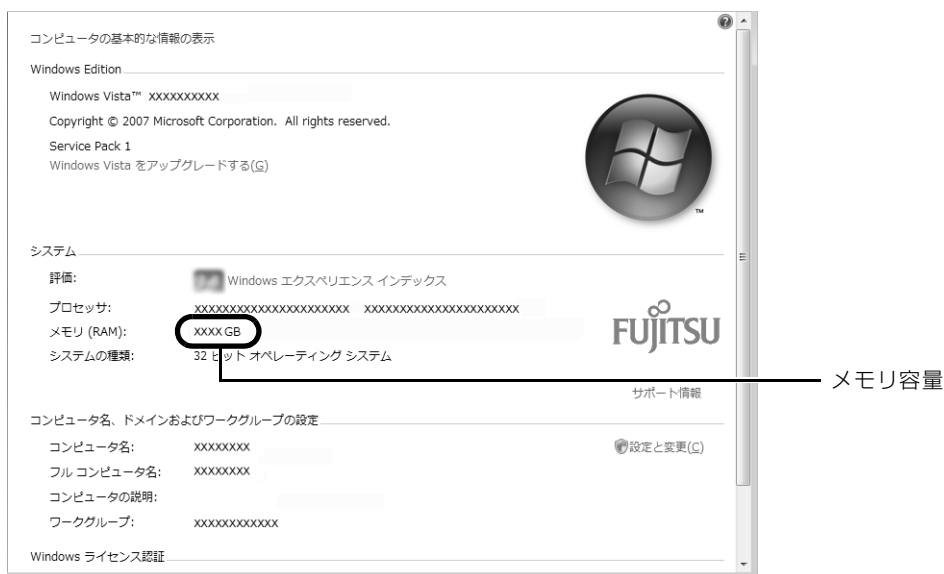 コンピュータの基本的な情報の表示
Windows Edition
Windows Vista™ xxxxxxxxxx
Copyright © 2007 Microsoft Corporation. All rights reserved.
Service Pack 1
Windows Vista をアップグレードする(G)
TM
システム
評価: Windows エクスペリエンス インデックス
プロセッサ: xxxxxxxxxxxxxxxxxxxxxx xxxxxxxxxxxxxxxxxxxxxx
メモリ (RAM): xxxx GB
システムの種類: 32 ビット オペレーティング システム
FUJITSU
メモリ容量
サポート情報
コンピュータ名、ドメインおよびワークグループの設定
コンピュータ名: xxxxxxxx 設定と変更(C)
フル コンピュータ名: xxxxxxxx
コンピュータの説明:
ワークグループ: xxxxxxxxxxxx
Windows ライセンス認証